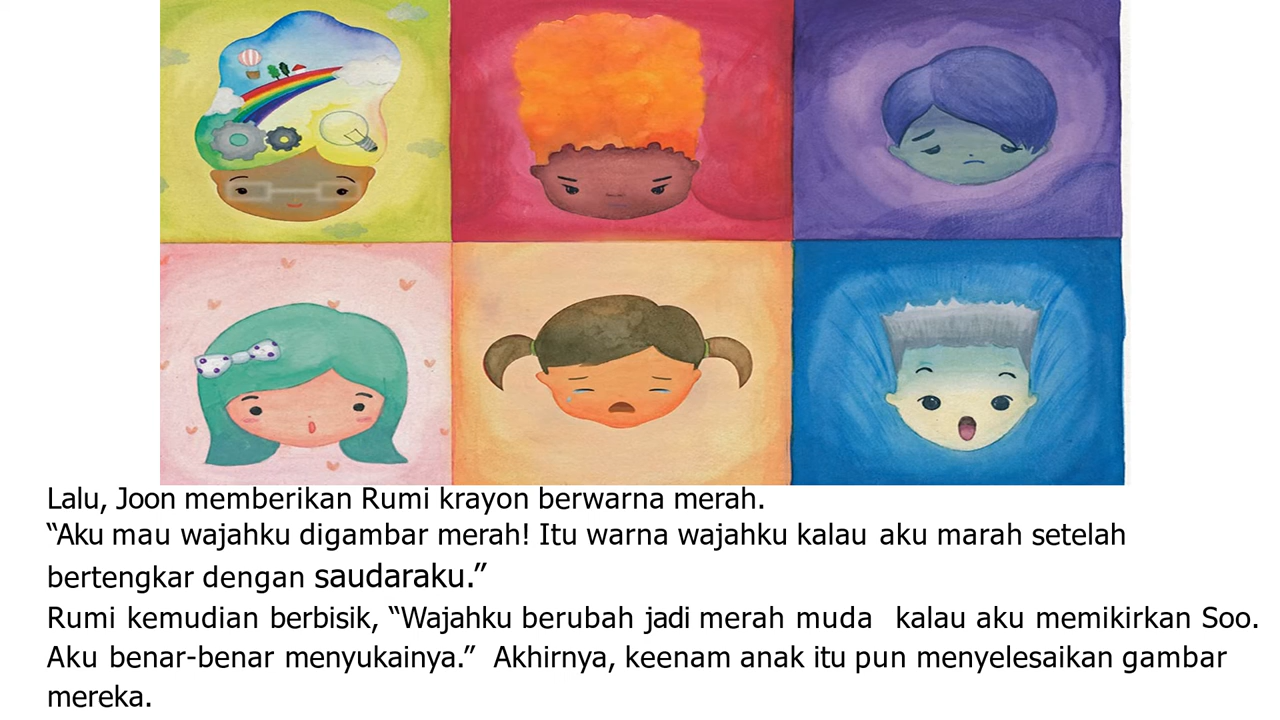 Lalu, Joon memberikan Rumi krayon berwarna merah.
“Aku mau wajahku digambar merah! Itu warna wajahku kalau aku marah setelah
bertengkar dengan saudaraku.”
Rumi kemudian berbisik, “Wajahku berubah jadi merah muda kalau aku memikirkan Soo.
Aku benar-benar menyukainya.” Akhirnya, keenam anak itu pun menyelesaikan gambar
mereka.